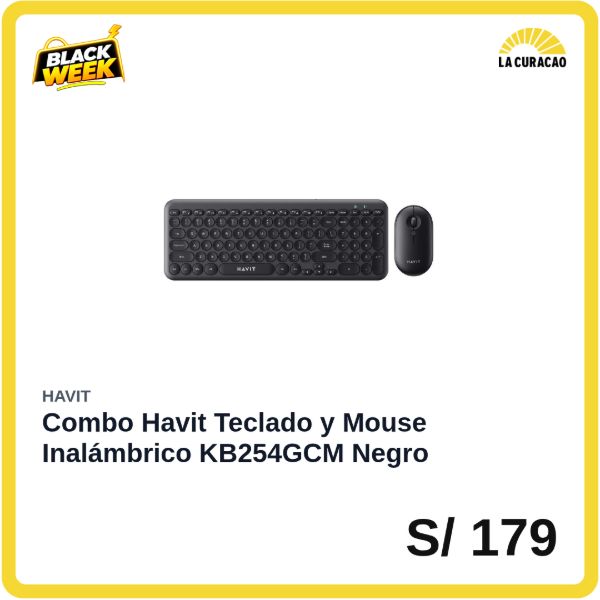 BLACK
WEEK
LA CURACAO
HAVIT
HAVIT
Combo Havit Teclado y Mouse
Inalámbrico KB254GCM Negro
S/ 179